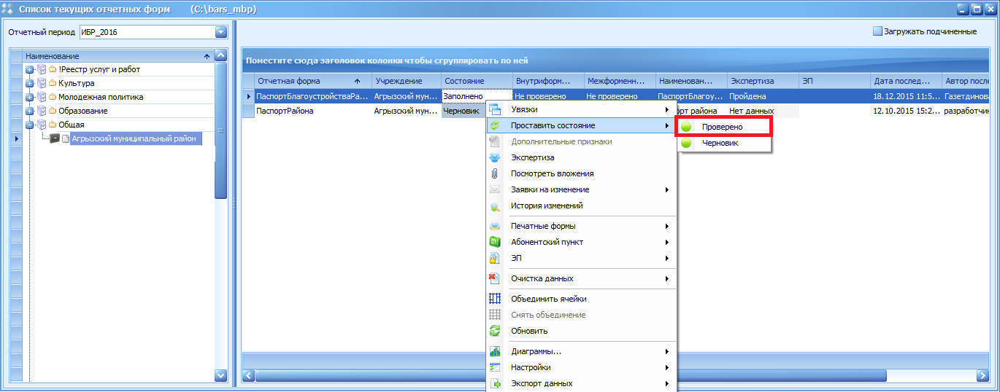 Список текущих отчетных форм (C:\bars_mbp)
Отчетный период ИБР_2016
Загружать подчиненные
Наименование
!Реестр услуг и работ
Культура
Молодежная политика
Образование
Общая
Агрызский муниципальный район
Поместите сюда заголовок колонки чтобы сгруппировать по ней
Отчетная форма Учреждение Состояние Внутриформ... Межформенн... Наименован... Экспертиза ЭП Дата послед... Автор после
ПаспортБлагоустройстваРа... Агрызский мун... Заполнено Не проверено Не проверено ПаспортБлагоу... Пройдена 18.12.2015 11:5... Газетдинова
ПаспортРайона Агрызский мун... Черновик рт района Нет данных 12.10.2015 15:2... разработчик
Увязки
Проставить состояние
Дополнительные признаки
Экспертиза
Посмотреть вложения
Заявки на изменение
История изменений
Печатные формы
Абонентский пункт
ЭП
Очистка данных
Объединить ячейки
Снять объединение
Обновить
Диаграммы...
Настройки
Экспорт данных
Проверено
Черновик